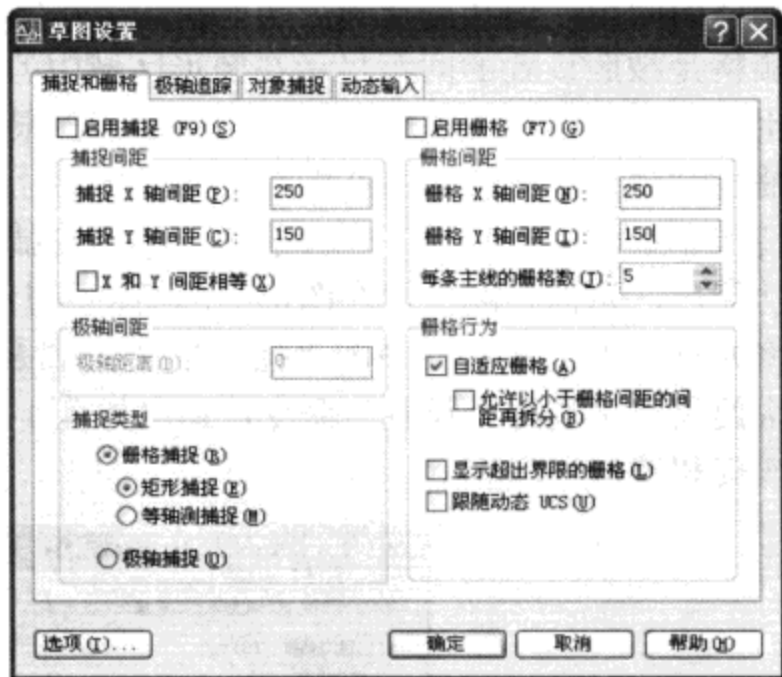 草图设置
捕捉和栅格 极轴追踪 对象捕捉 动态输入
启用捕捉 (F9)(S)
捕捉间距
捕捉 X 轴间距(P): 250
捕捉 Y 轴间距(C): 150
X 和 Y 间距相等(X)
极轴间距
极轴距离(D): 0
捕捉类型
栅格捕捉(R)
矩形捕捉(E)
等轴测捕捉(M)
极轴捕捉(O)
启用栅格 (F7)(G)
栅格间距
栅格 X 轴间距(N): 250
栅格 Y 轴间距(I): 150
每条主线的栅格数(J): 5
栅格行为
自适应栅格(A)
允许以小于栅格间距的间
距再拆分(B)
显示超出界限的栅格(L)
跟随动态 UCS(U)
选项(T)... 确定 取消 帮助(H)